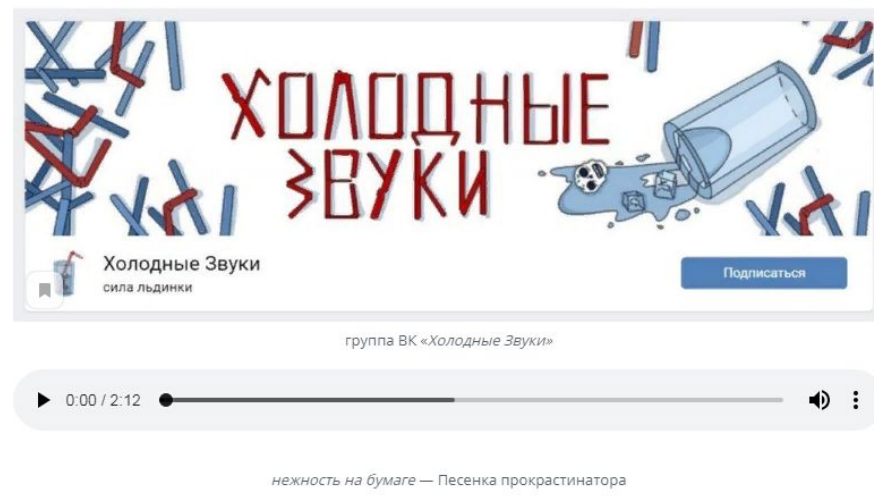 ХОЛОДНЫЕ
ЗВУКИ
Холодные Звуки
сила льдинки
Подписаться
группа ВК «Холодные Звуки»
0:00 / 2:12
нежность на бумаге — Песенка прокрастинатора